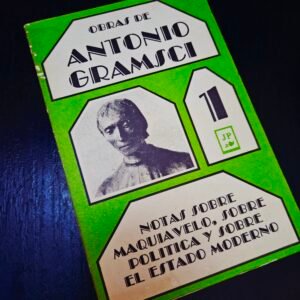 OBRAS DE
ANTONIO
GRAMSCI
1
JP
NOTAS SOBRE
MAQUIAVELO, SOBRE
POLITICA Y SOBRE
EL ESTADO MODERNO